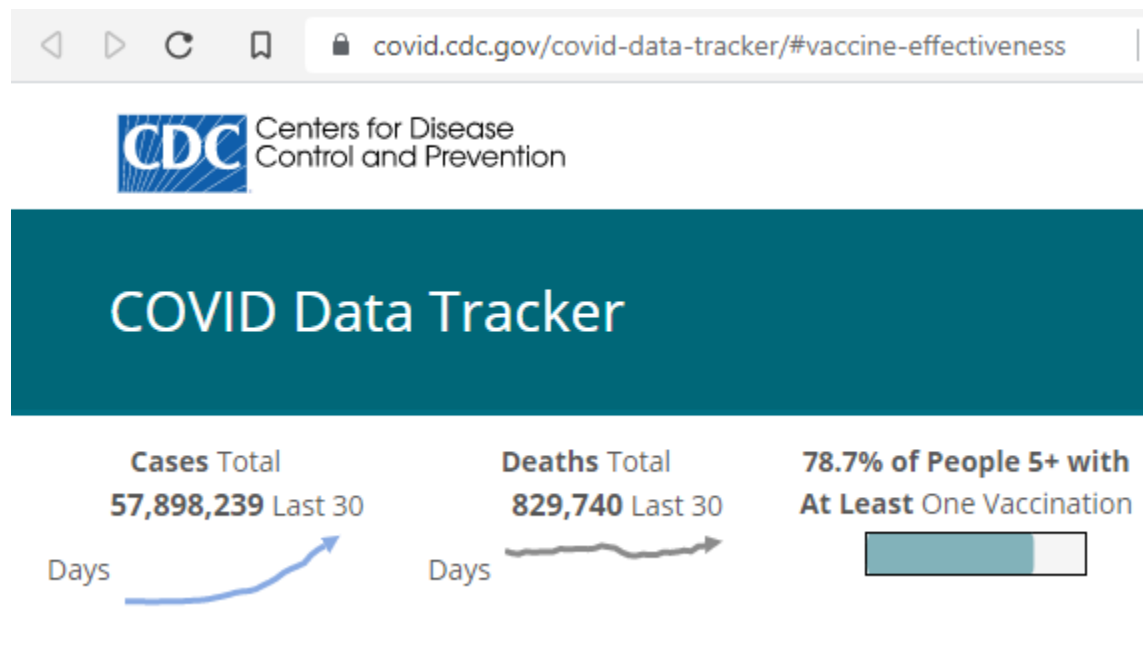 covid.cdc.gov/covid-data-tracker/#vaccine-effectiveness
CDC
Centers for Disease
Control and Prevention
COVID Data Tracker
Cases Total
57,898,239 Last 30
Days
Deaths Total
829,740 Last 30
Days
78.7% of People 5+ with
At Least One Vaccination